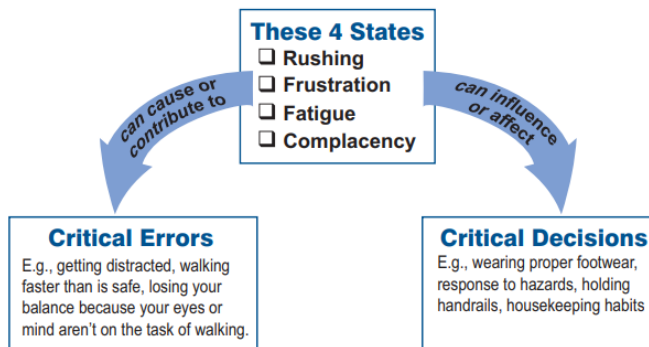 These 4 States
☐ Rushing
☐ Frustration
☐ Fatigue
☐ Complacency
can cause or
contribute to
can influence
or affect
Critical Errors
E.g., getting distracted, walking
faster than is safe, losing your
balance because your eyes or
mind aren't on the task of walking.
Critical Decisions
E.g., wearing proper footwear,
response to hazards, holding
handrails, housekeeping habits